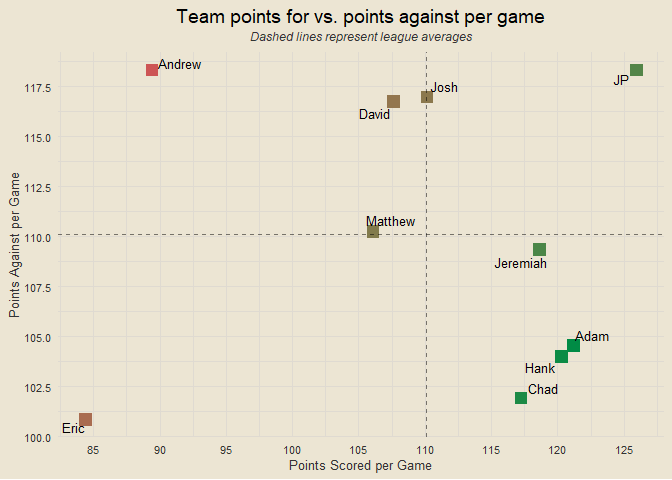 Team points for vs. points against per game
Dashed lines represent league averages
Andrew
JP
Josh
David
Matthew
Jeremiah
Adam
Hank
Chad
Eric
Points Against per Game
117.5
115.0
112.5
110.0
107.5
105.0
102.5
100.0
85 90 95 100 105 110 115 120 125
Points Scored per Game